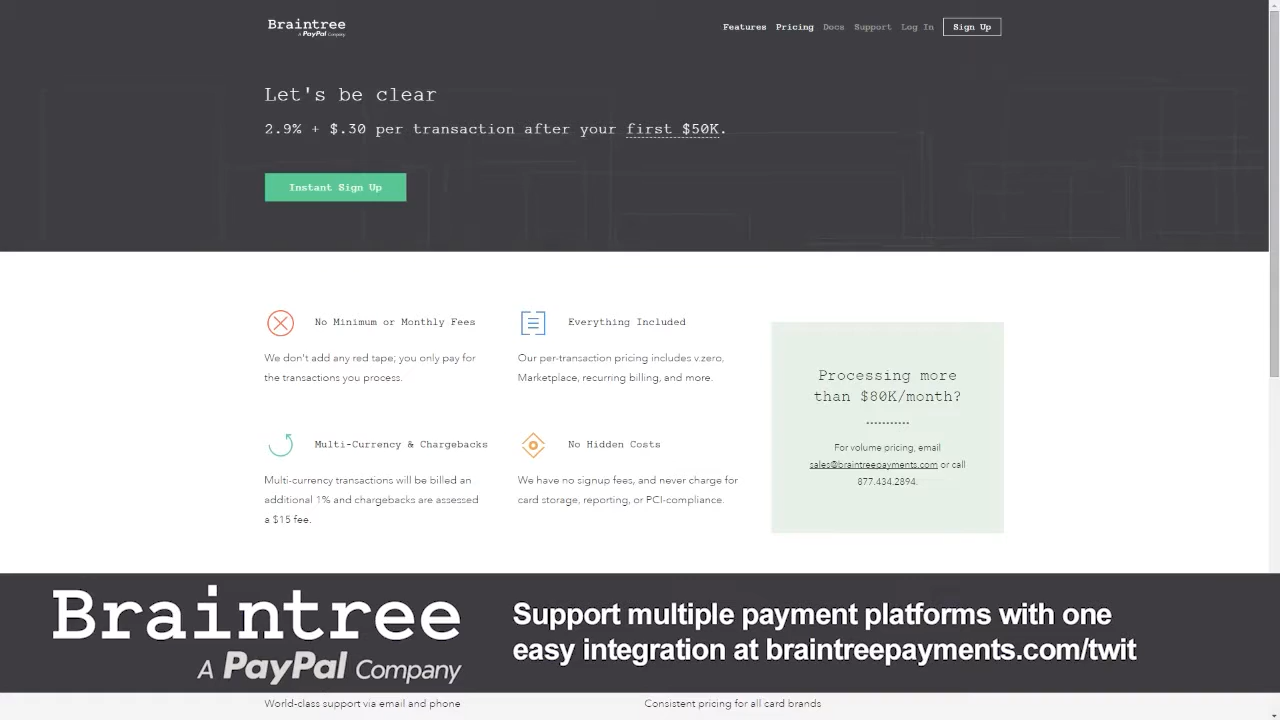 Braintree
A PayPal Company
Features Pricing Docs Support Log In Sign Up
Let's be clear
2.9% + $.30 per transaction after your first $50K.
Instant Sign Up
No Minimum or Monthly Fees
We don't add any red tape; you only pay for
the transactions you process.
Everything Included
Our per-transaction pricing includes v.zero,
Marketplace, recurring billing, and more.
Multi-Currency & Chargebacks
Multi-currency transactions will be billed an
additional 1% and chargebacks are assessed
a $15 fee.
No Hidden Costs
We have no signup fees, and never charge for
card storage, reporting, or PCI-compliance.
Processing more
than $80K/month?
For volume pricing, email
sales@braintreepayments.com or call
877.434.2894.
Braintree
A PayPal Company
Support multiple payment platforms with one
easy integration at braintreepayments.com/twit
World-class support via email and phone
Consistent pricing for all card brands